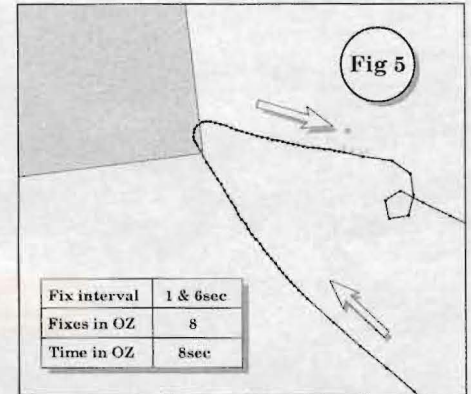 Fig 5
Fix interval 1 & 6sec
Fixes in OZ 8
Time in OZ 8sec